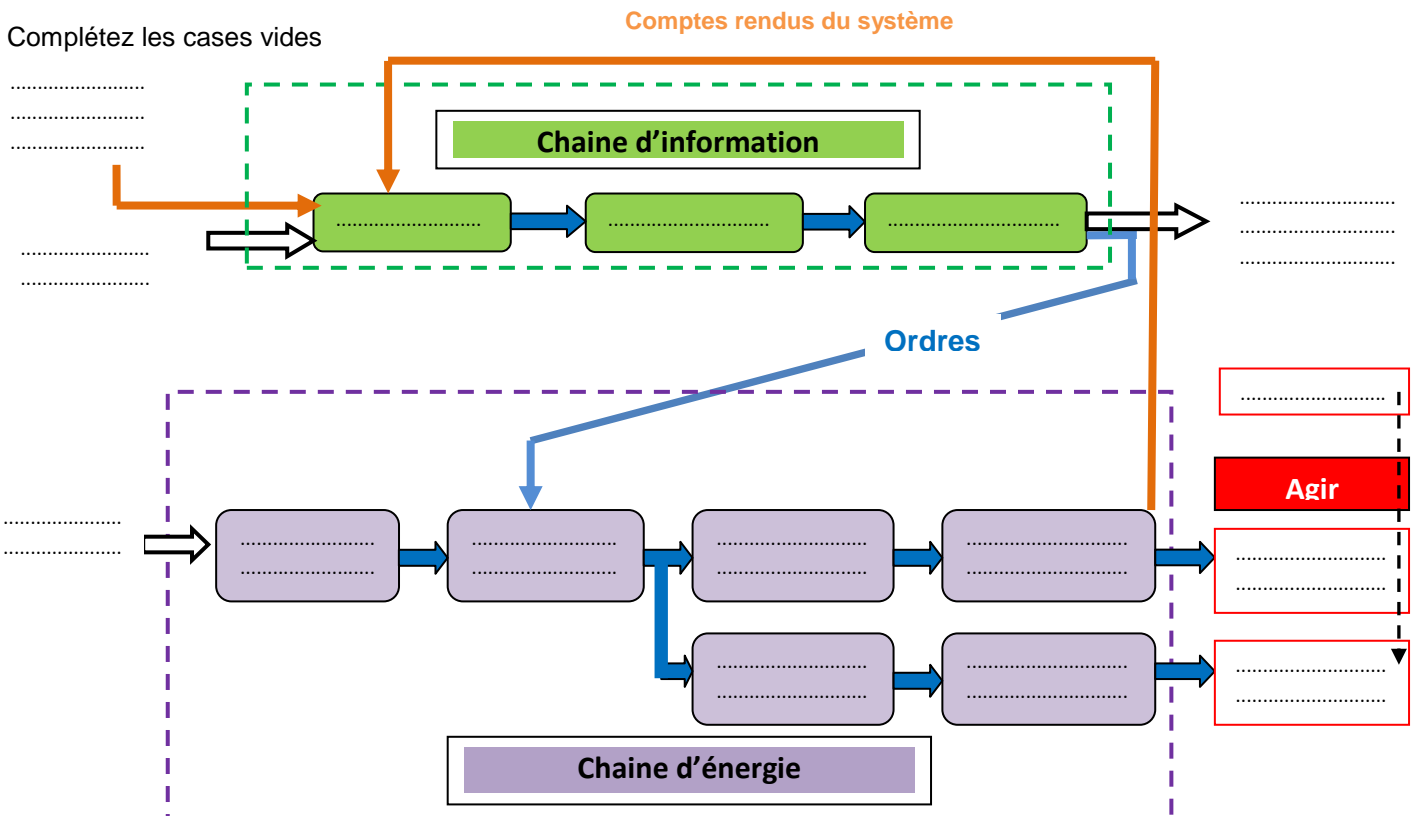 Comptes rendus du système
Complétez les cases vides
Chaine d’information
Ordres
Agir
Chaine d’énergie